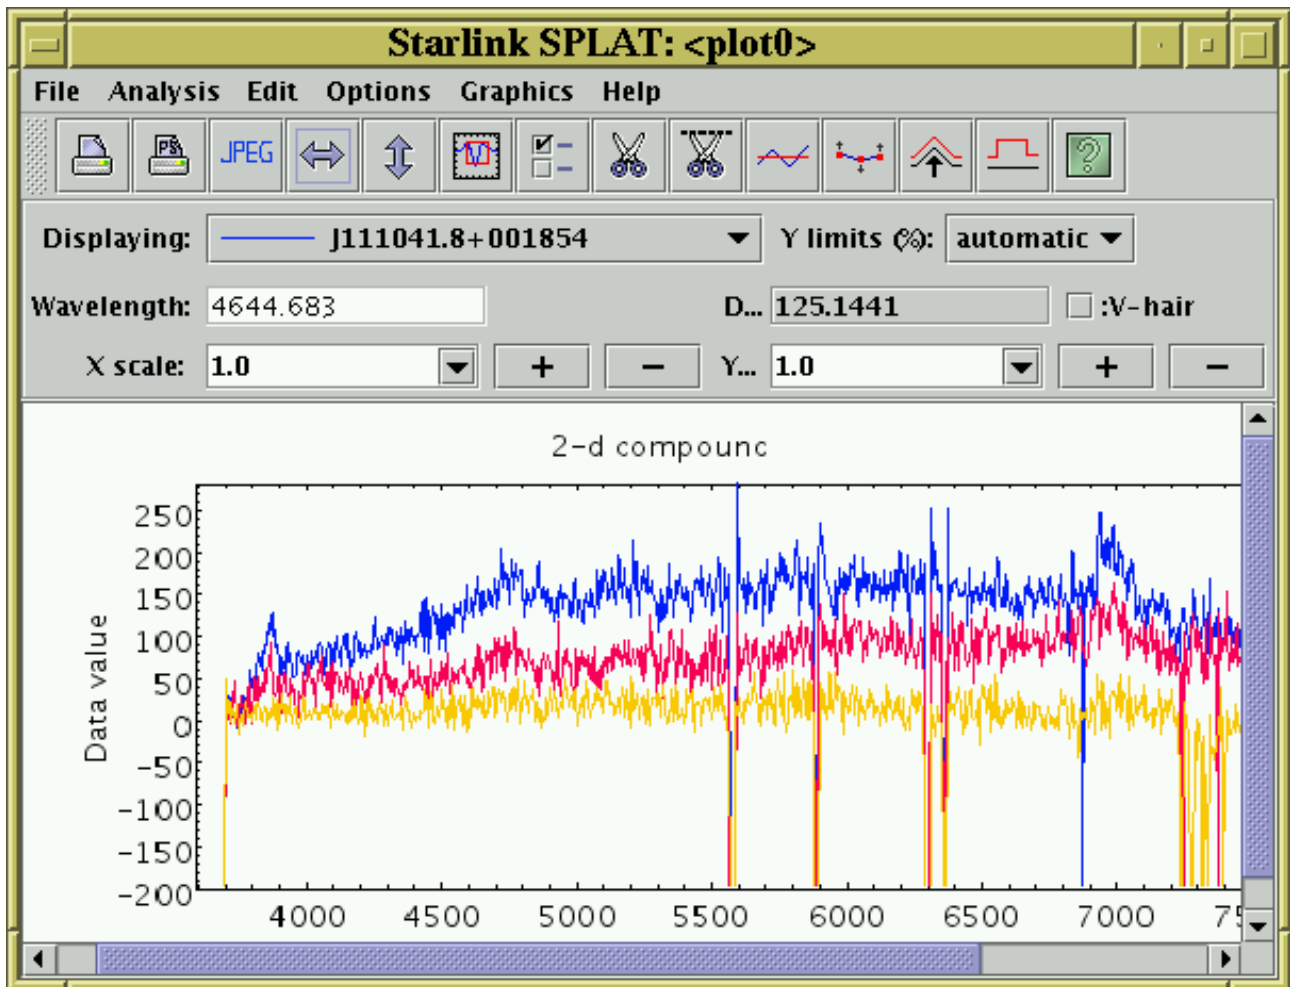 Starlink SPLAT: <plot0>
File Analysis Edit Options Graphics Help
PS JPEG ?
Displaying: J111041.8+001854 Y limits (%): automatic
Wavelength: 4644.683 D... 125.1441 :V-hair
X scale: 1.0 + − Y... 1.0 + −
2-d compounc
250
200
150
100
50
0
−50
−100
−150
−200
Data value
4000 4500 5000 5500 6000 6500 7000 75